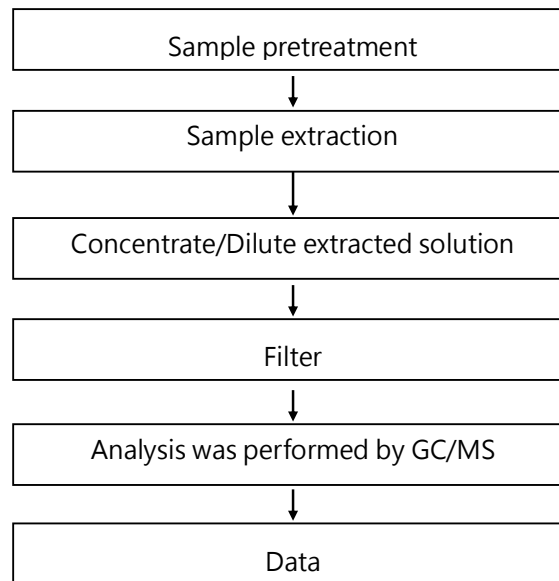 Sample pretreatment
Sample extraction
Concentrate/Dilute extracted solution
Filter
Analysis was performed by GC/MS
Data